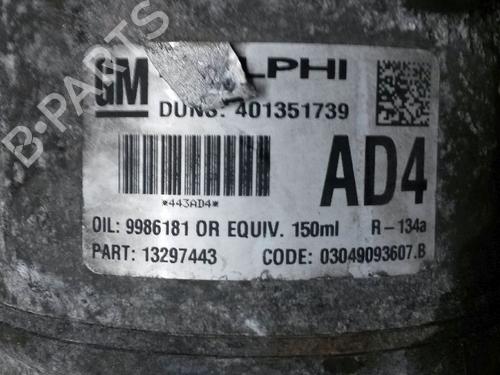 GM LPHI
DUNS: 401351739
AD4
*443AD4*
OIL: 9986181 OR EQUIV. 150ml R-134a
PART: 13297443 CODE: 03049093607.B
B-PARTS